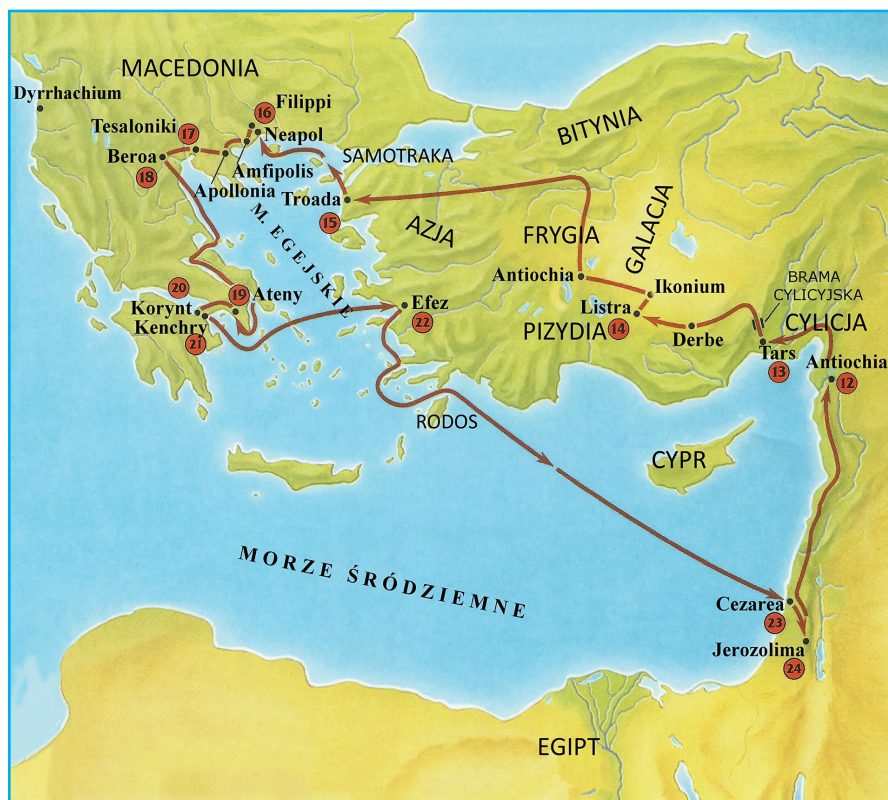 MACEDONIA
Dyrrhachium
16
Filippi
Tesaloniki
17
Neapol
BITYNIA
Beroa
18
Amfipolis
Apollonia
SAMOTRAKA
Troada
15
M. EGEJSKIE
AZJA
FRYGIA
GALACJA
Antiochia
Ikonium
BRAMA
CYLICYJSKA
20
19
Ateny
Korynt
Kenchry
21
Efez
22
Listra
PIZYDIA
14
Derbe
CYLICJA
Tars
13
Antiochia
12
RODOS
CYPR
MORZE ŚRÓDZIEMNE
Cezarea
23
Jerozolima
24
EGIPT